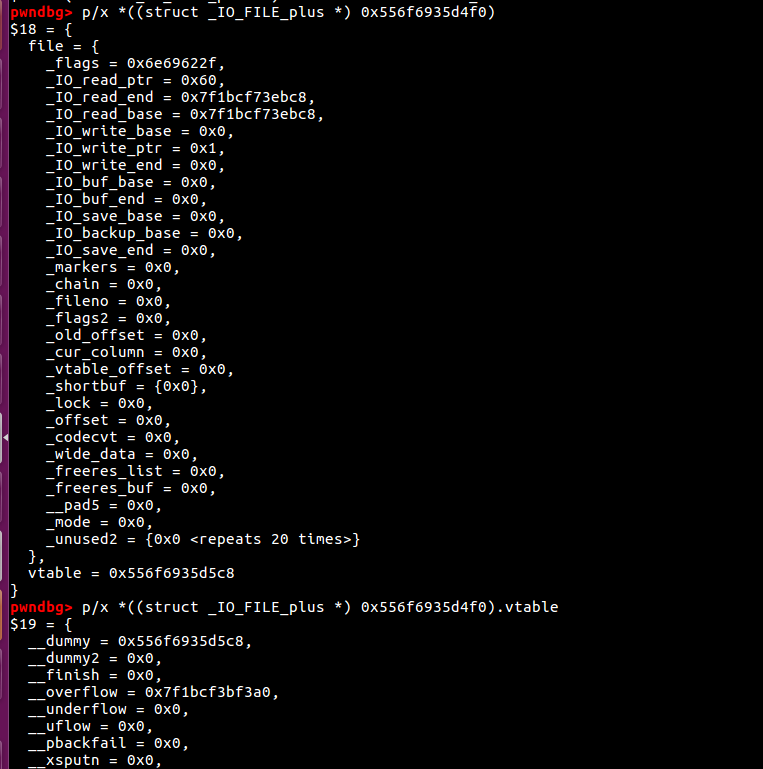 pwndbg> p/x *((struct _IO_FILE_plus *) 0x556f6935d4f0)
$18 = {
  file = {
    _flags = 0x6e69622f,
    _IO_read_ptr = 0x60,
    _IO_read_end = 0x7f1bcf73ebc8,
    _IO_read_base = 0x7f1bcf73ebc8,
    _IO_write_base = 0x0,
    _IO_write_ptr = 0x1,
    _IO_write_end = 0x0,
    _IO_buf_base = 0x0,
    _IO_buf_end = 0x0,
    _IO_save_base = 0x0,
    _IO_backup_base = 0x0,
    _IO_save_end = 0x0,
    _markers = 0x0,
    _chain = 0x0,
    _fileno = 0x0,
    _flags2 = 0x0,
    _old_offset = 0x0,
    _cur_column = 0x0,
    _vtable_offset = 0x0,
    _shortbuf = {0x0},
    _lock = 0x0,
    _offset = 0x0,
    _codecvt = 0x0,
    _wide_data = 0x0,
    _freeres_list = 0x0,
    _freeres_buf = 0x0,
    __pad5 = 0x0,
    _mode = 0x0,
    _unused2 = {0x0 <repeats 20 times>}
  },
  vtable = 0x556f6935d5c8
}
pwndbg> p/x *((struct _IO_FILE_plus *) 0x556f6935d4f0).vtable
$19 = {
  __dummy = 0x556f6935d5c8,
  __dummy2 = 0x0,
  __finish = 0x0,
  __overflow = 0x7f1bcf3bf3a0,
  __underflow = 0x0,
  __uflow = 0x0,
  __pbackfail = 0x0,
  __xsputn = 0x0,